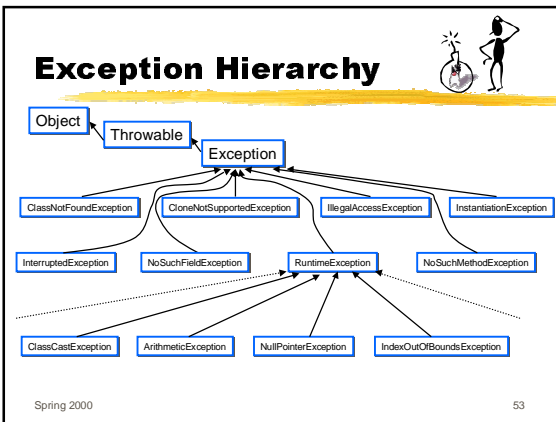 Exception Hierarchy
Object
Throwable
Exception
ClassNotFoundException
CloneNotSupportedException
IllegalAccessException
InstantiationException
InterruptedException
NoSuchFieldException
RuntimeException
NoSuchMethodException
ClassCastException
ArithmeticException
NullPointerException
IndexOutOfBoundsException
Spring 2000
53